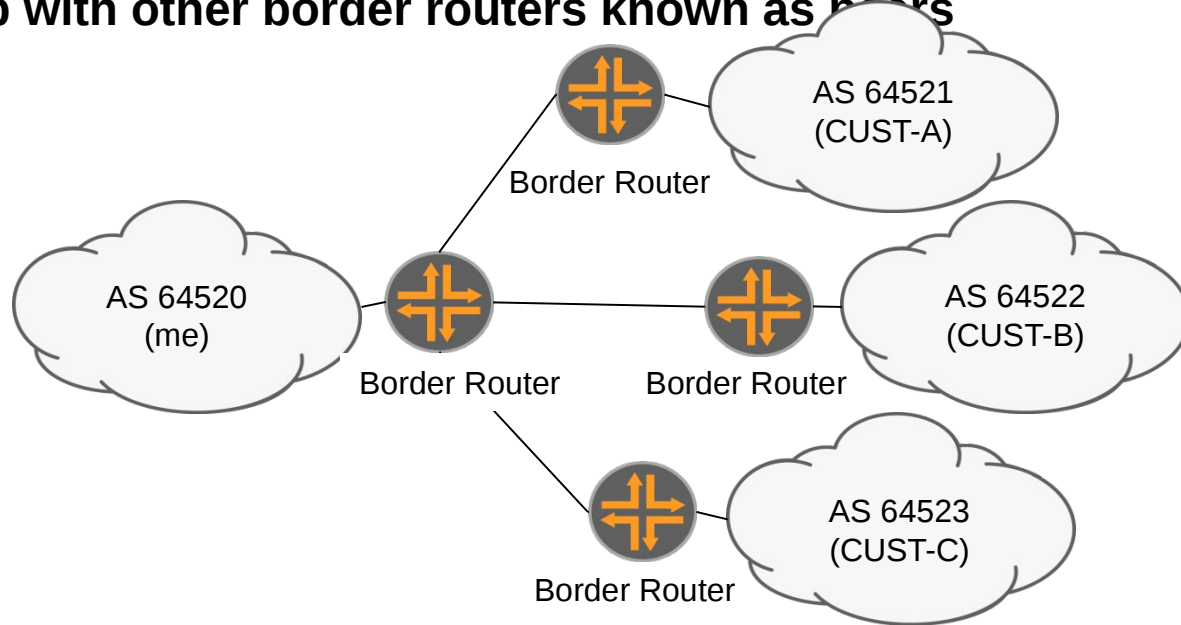 with other border routers known as
AS 64521
(CUST-A)
Border Router
AS 64520
(me)
Border Router
Border Router
AS 64522
(CUST-B)
AS 64523
(CUST-C)
Border Router